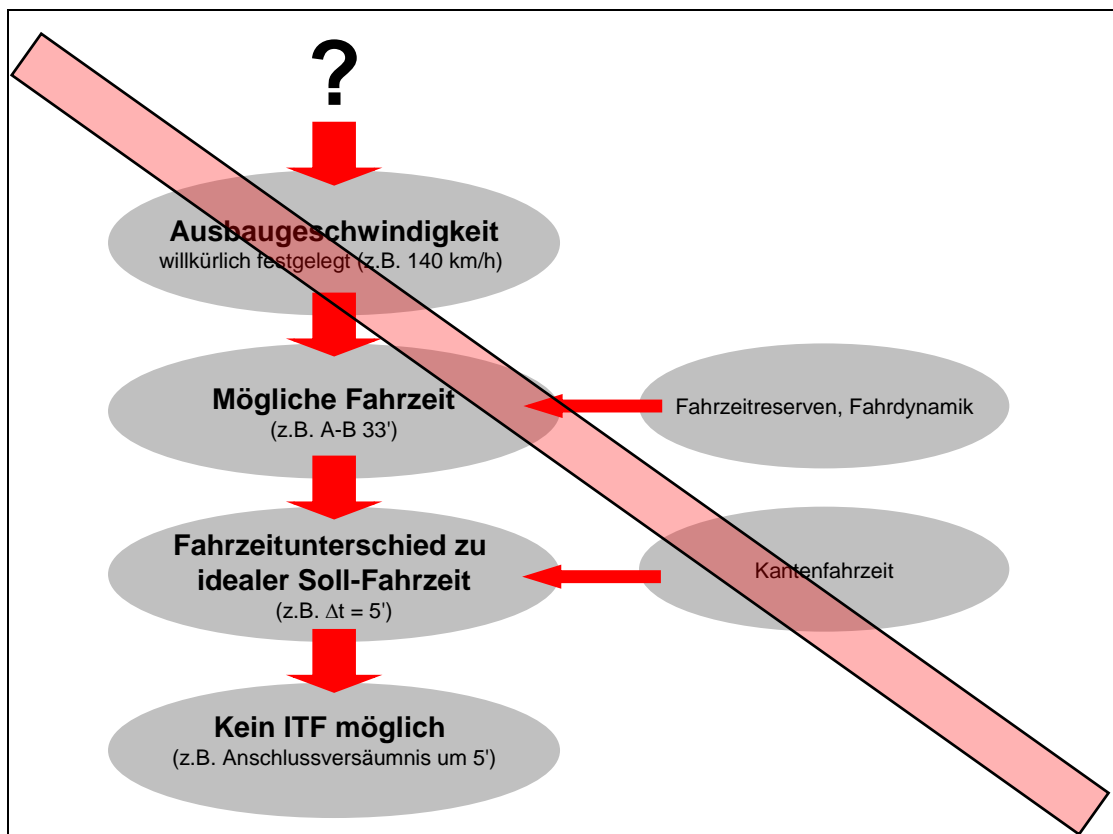 ?
Ausbaugeschwindigkeit
willkürlich festgelegt (z.B. 140 km/h)
Mögliche Fahrzeit
(z.B. A-B 33')
Fahrzeitreserven, Fahrdynamik
Fahrzeitunterschied zu
idealer Soll-Fahrzeit
(z.B. Δt = 5')
Kantenfahrzeit
Kein ITF möglich
(z.B. Anschlussversäumnis um 5')